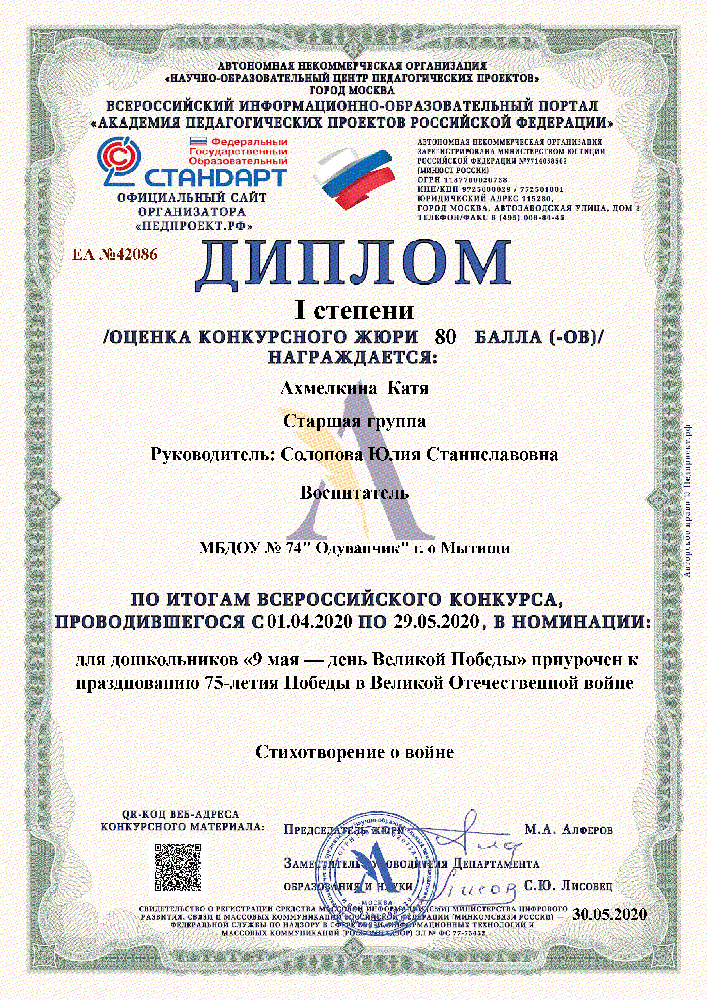 АВТОНОМНАЯ НЕКОММЕРЧЕСКАЯ ОРГАНИЗАЦИЯ
«НАУЧНО-ОБРАЗОВАТЕЛЬНЫЙ ЦЕНТР ПЕДАГОГИЧЕСКИХ ПРОЕКТОВ»
ГОРОД МОСКВА
ВСЕРОССИЙСКИЙ ИНФОРМАЦИОННО-ОБРАЗОВАТЕЛЬНЫЙ ПОРТАЛ
«АКАДЕМИЯ ПЕДАГОГИЧЕСКИХ ПРОЕКТОВ РОССИЙСКОЙ ФЕДЕРАЦИИ»
Федеральный
Государственный
Образовательный
СТАНДАРТ
ОФИЦИАЛЬНЫЙ САЙТ
ОРГАНИЗАТОРА
«ПЕДПРОЕКТ.РФ»
АВТОНОМНАЯ НЕКОММЕРЧЕСКАЯ ОРГАНИЗАЦИЯ
ЗАРЕГИСТРИРОВАНА МИНИСТЕРСТВОМ ЮСТИЦИИ
РОССИЙСКОЙ ФЕДЕРАЦИИ №7714058502
(МИНЮСТ РОССИИ)
ОГРН 1187700020738
ИНН/КПП 9725000029 / 772501001
ЮРИДИЧЕСКИЙ АДРЕС 115280,
ГОРОД МОСКВА, АВТОЗАВОДСКАЯ УЛИЦА, ДОМ 3
ТЕЛЕФОН/ФАКС 8 (495) 008-86-45
ЕА №42086
ДИПЛОМ
I степени
/ОЦЕНКА КОНКУРСНОГО ЖЮРИ 80 БАЛЛА (-ОВ)/
НАГРАЖДАЕТСЯ:
Ахмелкина Катя
Старшая группа
Руководитель: Солопова Юлия Станиславовна
Воспитатель
МБДОУ № 74" Одуванчик" г. о Мытищи
ПО ИТОГАМ ВСЕРОССИЙСКОГО КОНКУРСА,
ПРОВОДИВШЕГОСЯ С 01.04.2020 ПО 29.05.2020, В НОМИНАЦИИ:
для дошкольников «9 мая — день Великой Победы» приурочен к
празднованию 75-летия Победы в Великой Отечественной войне
Стихотворение о войне
Авторское право © Педпроект.рф
QR-КОД ВЕБ-АДРЕСА
КОНКУРСНОГО МАТЕРИАЛА:
ПРЕДСЕДАТЕЛЬ ЖЮРИ М.А. АЛФЕРОВ
ЗАМЕСТИТЕЛЬ РУКОВОДИТЕЛЯ ДЕПАРТАМЕНТА
ОБРАЗОВАНИЯ И НАУКИ С.Ю. ЛИСОВЕЦ
ОГРН 1187700020738
МОСКВА
СВИДЕТЕЛЬСТВО О РЕГИСТРАЦИИ СРЕДСТВА МАССОВОЙ ИНФОРМАЦИИ (СМИ) МИНИСТЕРСТВА ЦИФРОВОГО
РАЗВИТИЯ, СВЯЗИ И МАССОВЫХ КОММУНИКАЦИЙ РОССИЙСКОЙ ФЕДЕРАЦИИ (МИНКОМСВЯЗИ РОССИИ) —
ФЕДЕРАЛЬНОЙ СЛУЖБЫ ПО НАДЗОРУ В СФЕРЕ СВЯЗИ, ИНФОРМАЦИОННЫХ ТЕХНОЛОГИЙ И
МАССОВЫХ КОММУНИКАЦИЙ (РОСКОМНАДЗОР) ЭЛ № ФС 77-75452
30.05.2020